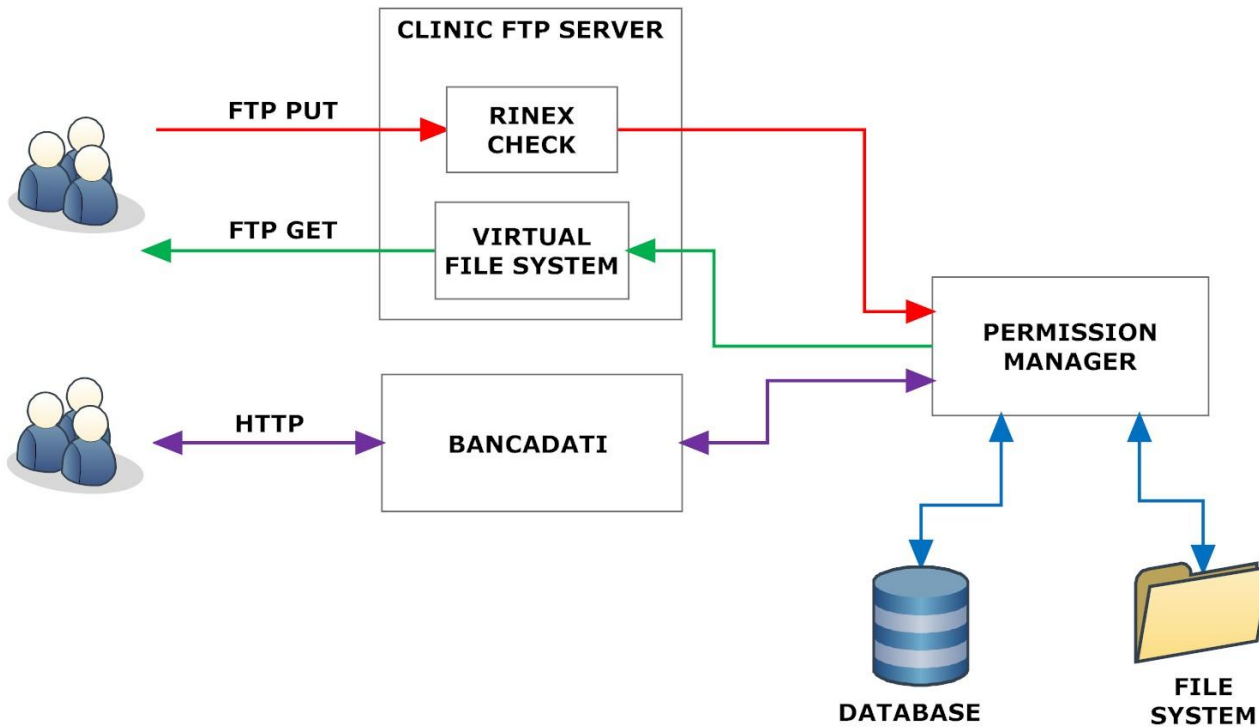 CLINIC FTP SERVER
FTP PUT
RINEX
CHECK
FTP GET
VIRTUAL
FILE SYSTEM
PERMISSION
MANAGER
HTTP
BANCADATI
DATABASE
FILE
SYSTEM